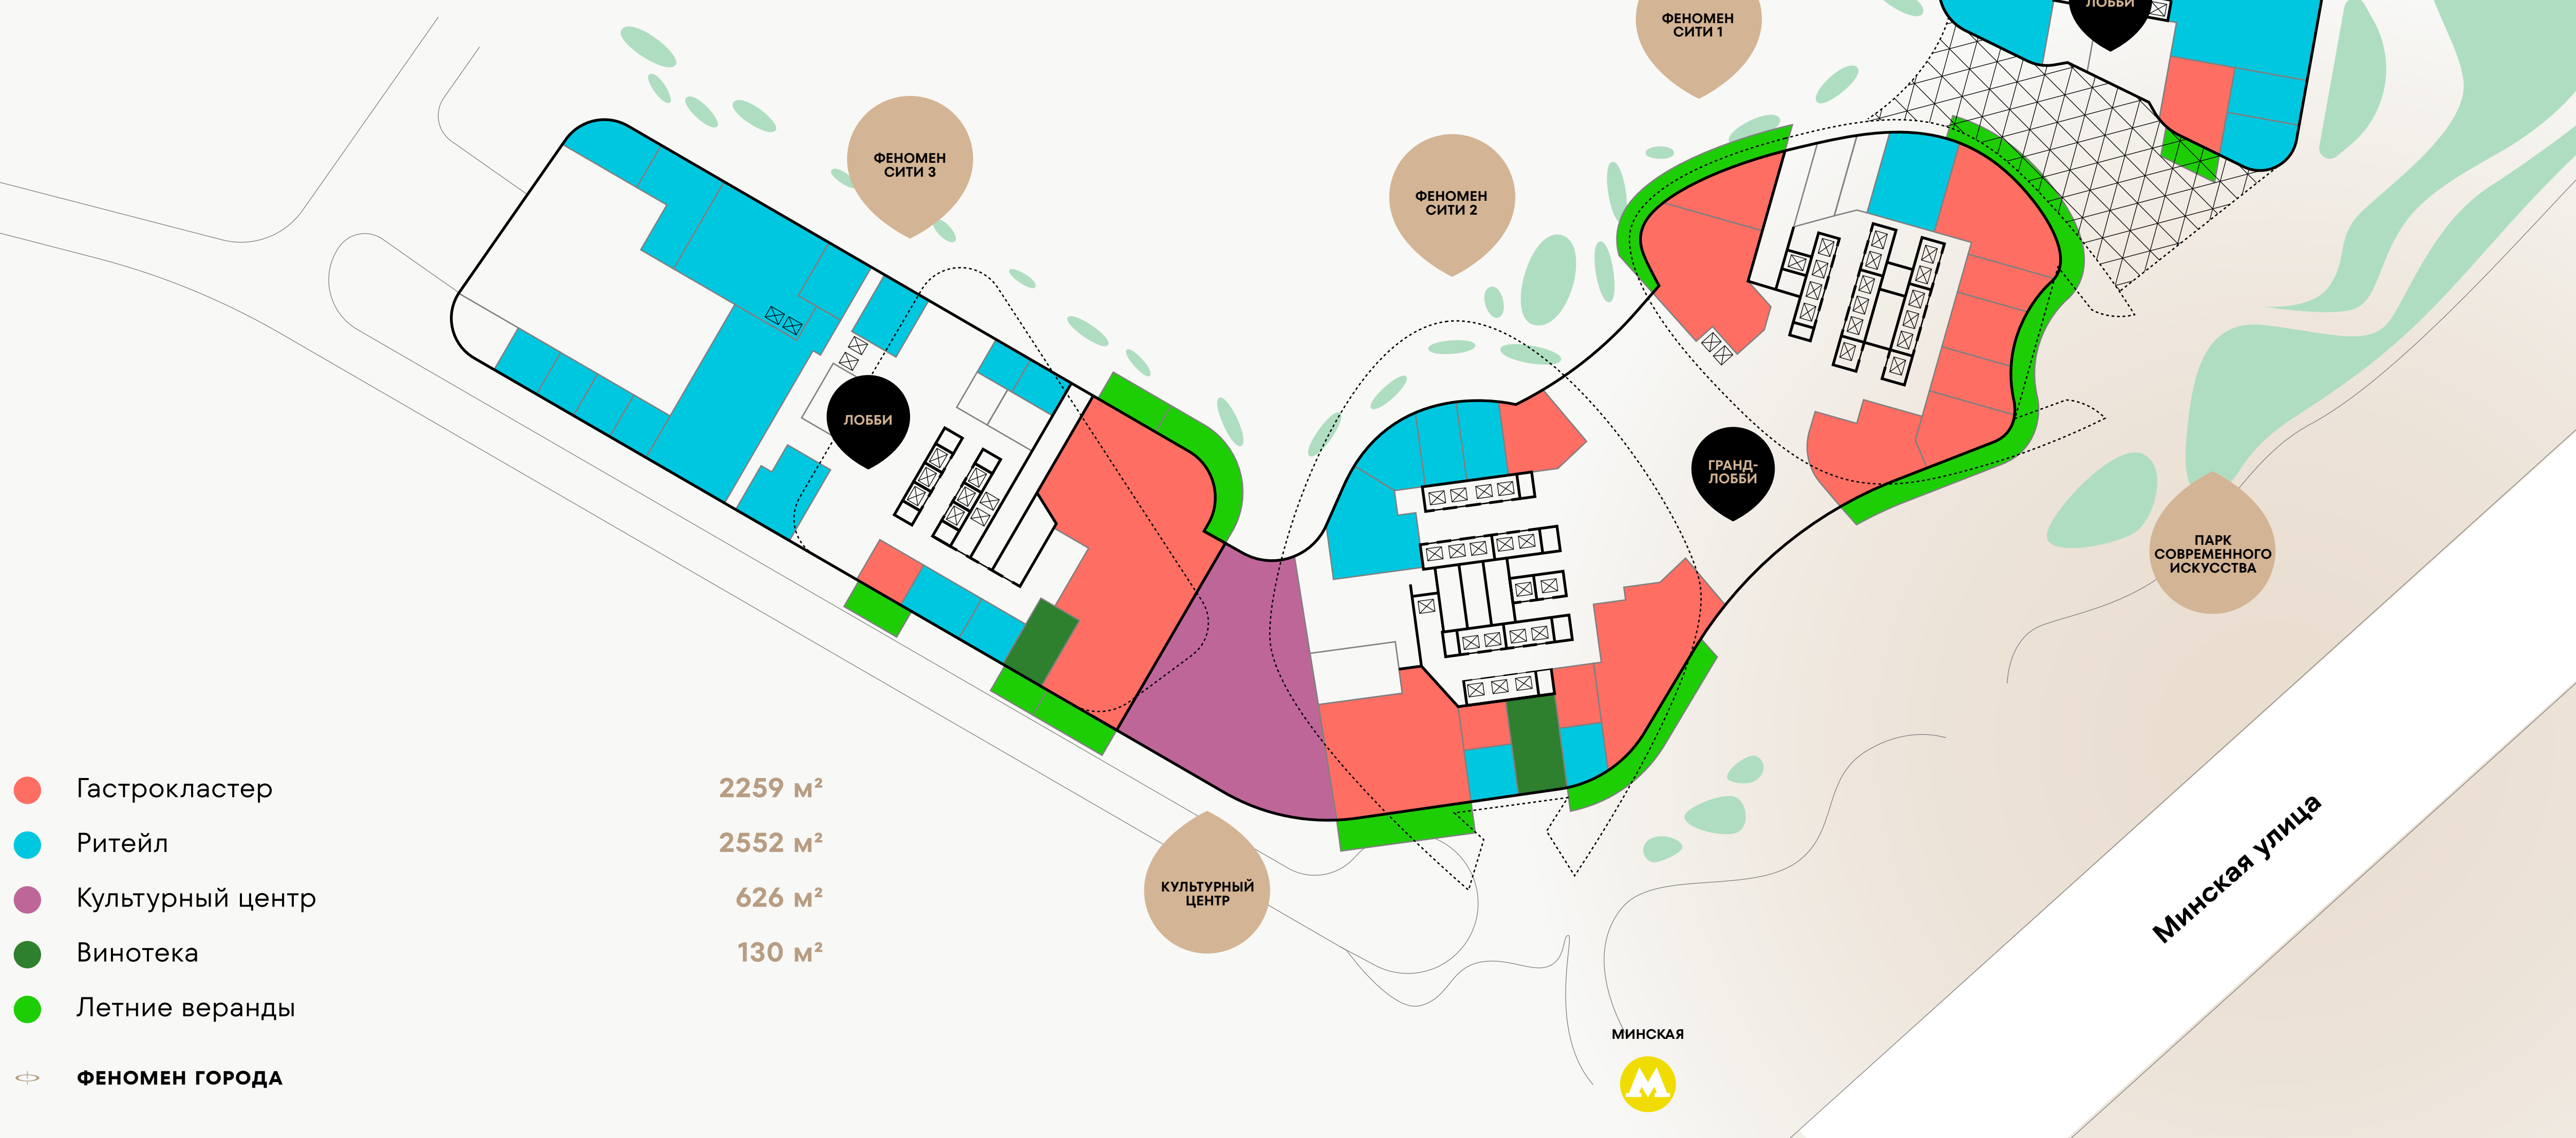 ФЕНОМЕН
СИТИ 1
ЛОББИ
ФЕНОМЕН
СИТИ 3
ФЕНОМЕН
СИТИ 2
ЛОББИ
ГРАНД-
ЛОББИ
ПАРК
СОВРЕМЕННОГО
ИСКУССТВА
КУЛЬТУРНЫЙ
ЦЕНТР
Минская улица
МИНСКАЯ
М
Гастрокластер 2259 м²
Ритейл 2552 м²
Культурный центр 626 м²
Винотека 130 м²
Летние веранды
ФЕНОМЕН ГОРОДА